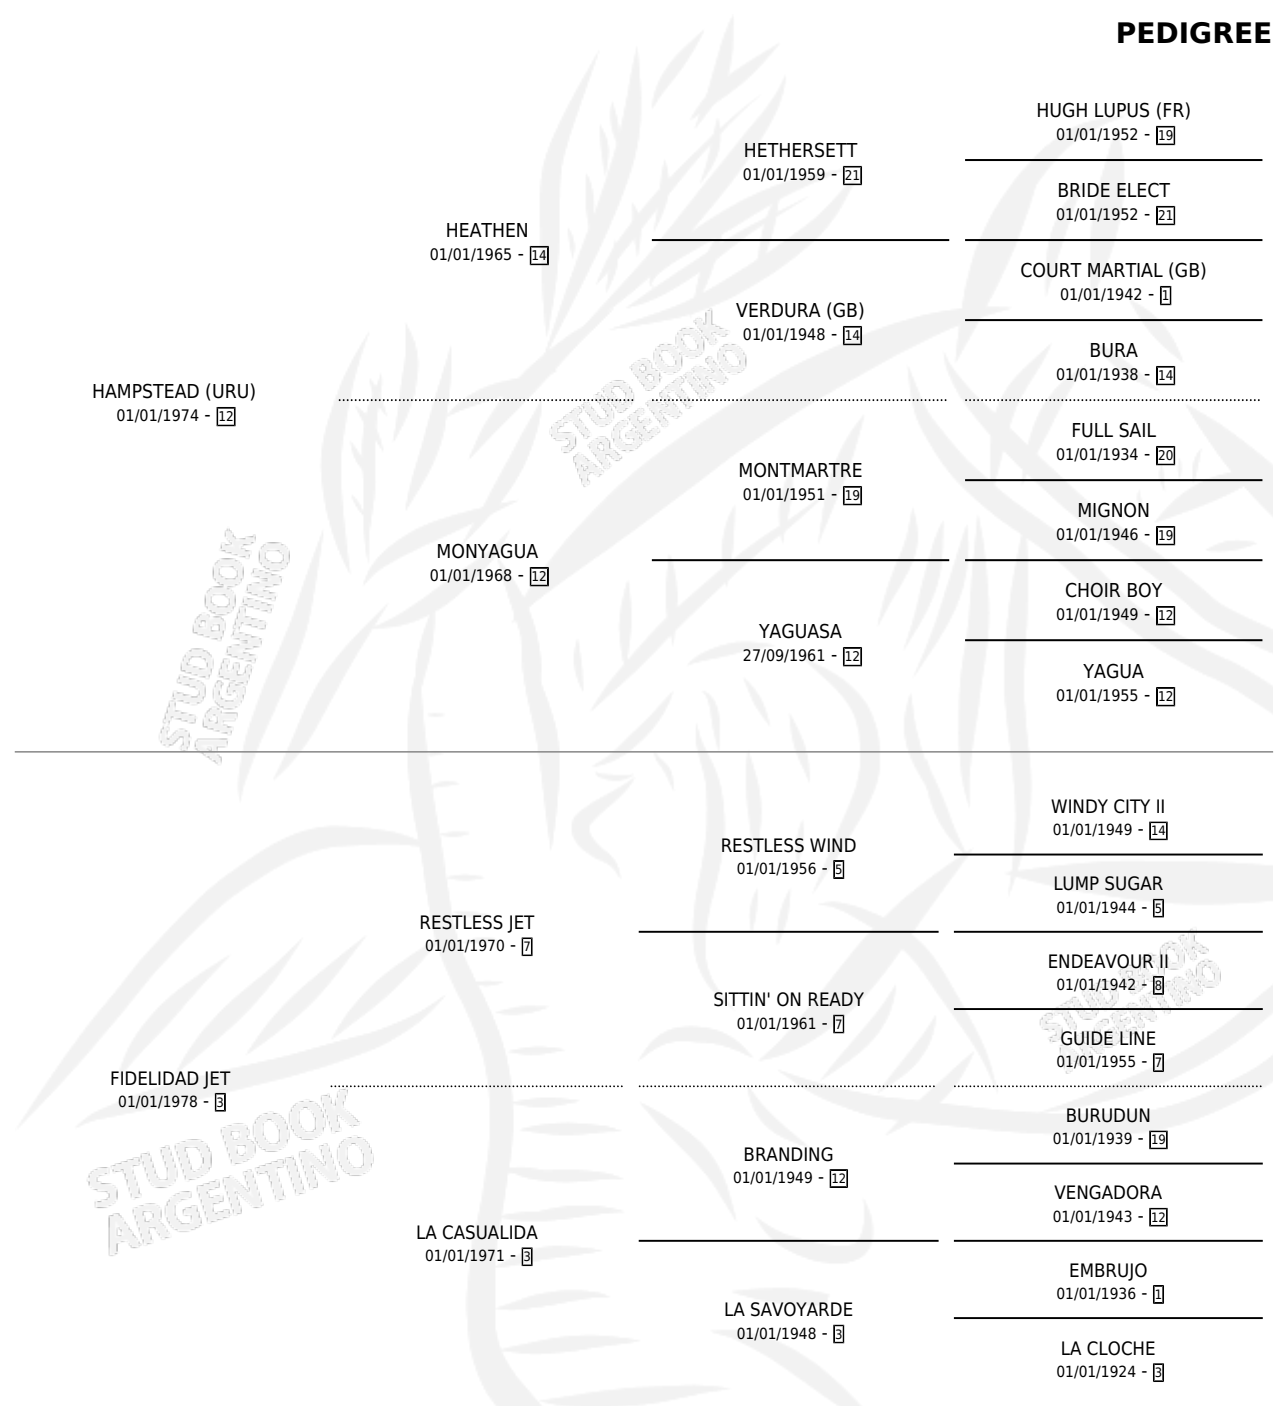 PEDIGREE
HAMPSTEAD (URU)
01/01/1974 - 12
HEATHEN
01/01/1965 - 14
MONYAGUA
01/01/1968 - 12
HETHERSETT
01/01/1959 - 21
VERDURA (GB)
01/01/1948 - 14
MONTMARTRE
01/01/1951 - 19
YAGUASA
27/09/1961 - 12
HUGH LUPUS (FR)
01/01/1952 - 19
BRIDE ELECT
01/01/1952 - 21
COURT MARTIAL (GB)
01/01/1942 - 1
BURA
01/01/1938 - 14
FULL SAIL
01/01/1934 - 20
MIGNON
01/01/1946 - 19
CHOIR BOY
01/01/1949 - 12
YAGUA
01/01/1955 - 12
FIDELIDAD JET
01/01/1978 - 3
RESTLESS JET
01/01/1970 - 7
LA CASUALIDA
01/01/1971 - 3
RESTLESS WIND
01/01/1956 - 5
SITTIN' ON READY
01/01/1961 - 7
BRANDING
01/01/1949 - 12
LA SAVOYARDE
01/01/1948 - 3
WINDY CITY II
01/01/1949 - 14
LUMP SUGAR
01/01/1944 - 5
ENDEAVOUR II
01/01/1942 - 8
GUIDE LINE
01/01/1955 - 7
BURUDUN
01/01/1939 - 19
VENGADORA
01/01/1943 - 12
EMBRUJO
01/01/1936 - 1
LA CLOCHE
01/01/1924 - 3
STUD BOOK
ARGENTINO
STUD BOOK
ARGENTINO
STUD BOOK
ARGENTINO
STUD BOOK
ARGENTINO